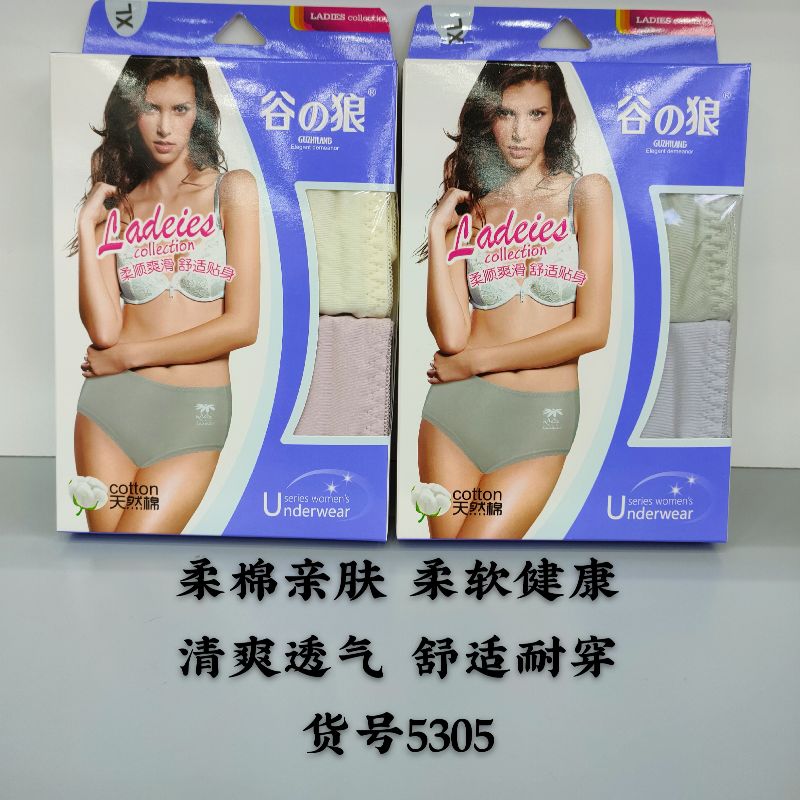 XL
LADIES collection
谷の狼®
GUZHILANG
Elegant demeanor
Ladeies
collection
柔顺爽滑 舒适贴身
cotton
天然棉
series women's
Underwear
XL
LADIES collection
谷の狼®
GUZHILANG
Elegant demeanor
Ladeies
collection
柔顺爽滑 舒适贴身
cotton
天然棉
series women's
Underwear
柔棉亲肤 柔软健康
清爽透气 舒适耐穿
货号5305